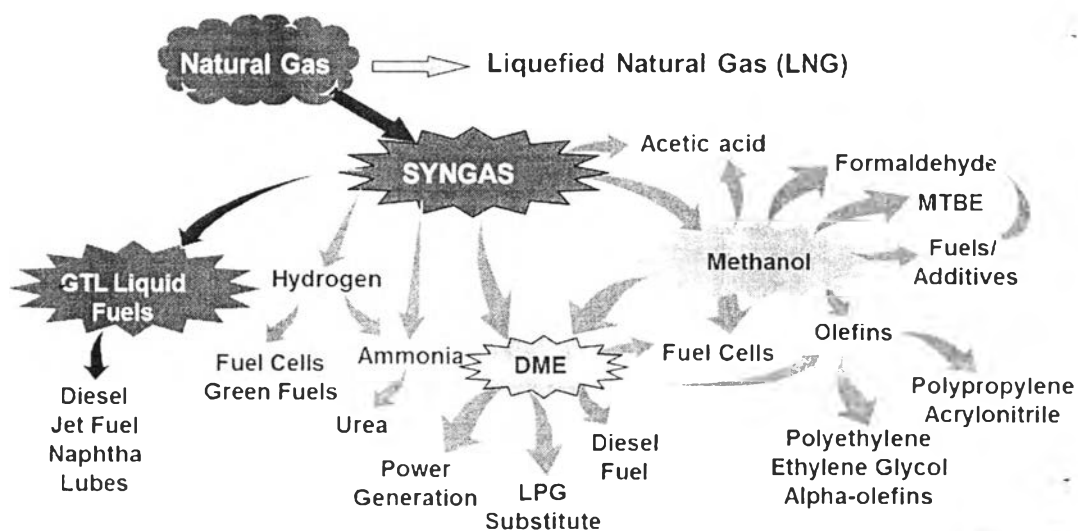 Natural Gas
Liquefied Natural Gas (LNG)
SYNGAS
Acetic acid
Formaldehyde
MTBE
Fuels/
Additives
Methanol
GTL Liquid
Fuels
Hydrogen
Olefins
Fuel Cells
Green Fuels
Ammonia
DME
Fuel Cells
Diesel
Jet Fuel
Naphtha
Lubes
Urea
Power
Generation
LPG
Substitute
Diesel
Fuel
Polypropylene
Acrylonitrile
Polyethylene
Ethylene Glycol
Alpha-olefins